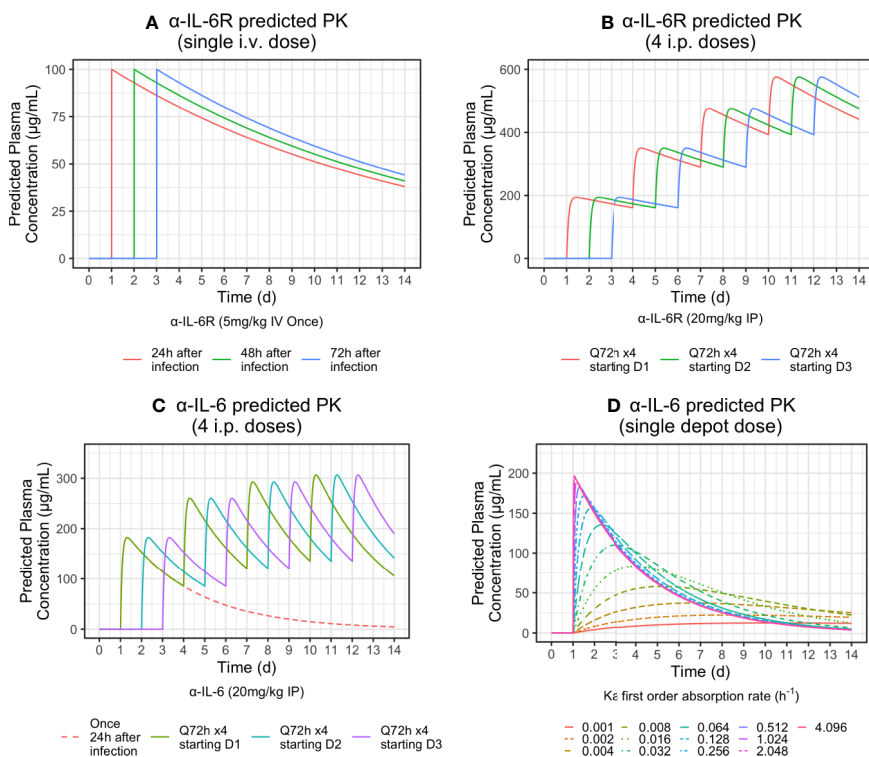 A α-IL-6R predicted PK
(single i.v. dose)
Predicted Plasma
Concentration (µg/mL)
100
75
50
25
0
0 1 2 3 4 5 6 7 8 9 10 11 12 13 14
Time (d)
α-IL-6R (5mg/kg IV Once)
24h after infection
48h after infection
72h after infection
B α-IL-6R predicted PK
(4 i.p. doses)
Predicted Plasma
Concentration (µg/mL)
600
400
200
0
0 1 2 3 4 5 6 7 8 9 10 11 12 13 14
Time (d)
α-IL-6R (20mg/kg IP)
Q72h x4 starting D1
Q72h x4 starting D2
Q72h x4 starting D3
C α-IL-6 predicted PK
(4 i.p. doses)
Predicted Plasma
Concentration (µg/mL)
300
200
100
0
0 1 2 3 4 5 6 7 8 9 10 11 12 13 14
Time (d)
α-IL-6 (20mg/kg IP)
Once 24h after infection
Q72h x4 starting D1
Q72h x4 starting D2
Q72h x4 starting D3
D α-IL-6 predicted PK
(single depot dose)
Predicted Plasma
Concentration (µg/mL)
200
150
100
50
0
0 1 2 3 4 5 6 7 8 9 10 11 12 13 14
Time (d)
first order absorption rate (h⁻¹)
0.001 0.008 0.064 0.512 4.096
0.002 0.016 0.128 1.024
0.004 0.032 0.256 2.048